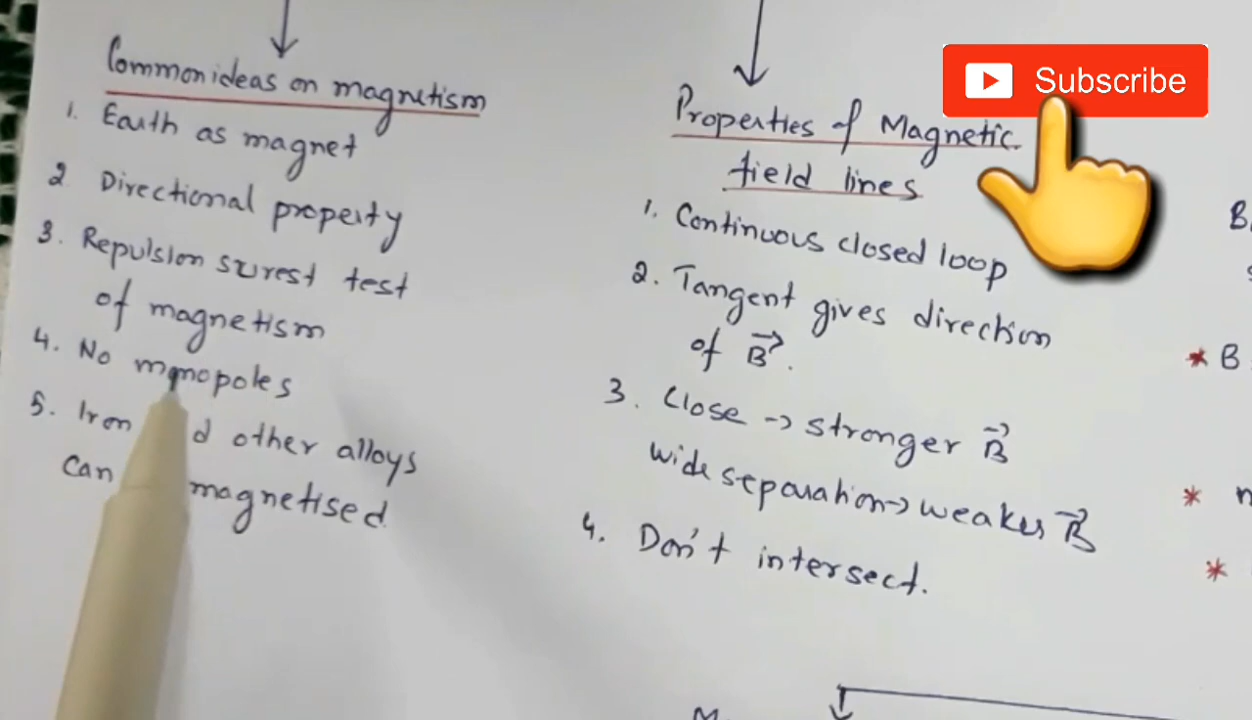 Common ideas on magnetism
1. Earth as magnet
2 Directional property
3. Repulsion surest test
of magnetism
4. No monopoles
5. Iron other alloys
can magnetised
Properties of Magnetic
field lines
1. Continuous closed loop
2. Tangent gives direction
of B⃗.
3. Close → stronger B⃗
wide separation → weaker B⃗
4. Don't intersect.
Subscribe
B
* B
*
*